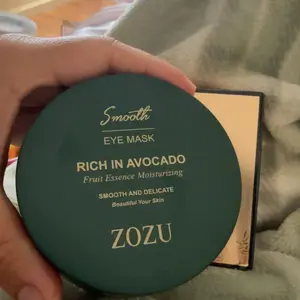 Smooth
EYE MASK
RICH IN AVOCADO
Fruit Essence Moisturizing
SMOOTH AND DELICATE
Beautiful Your Skin
ZOZU